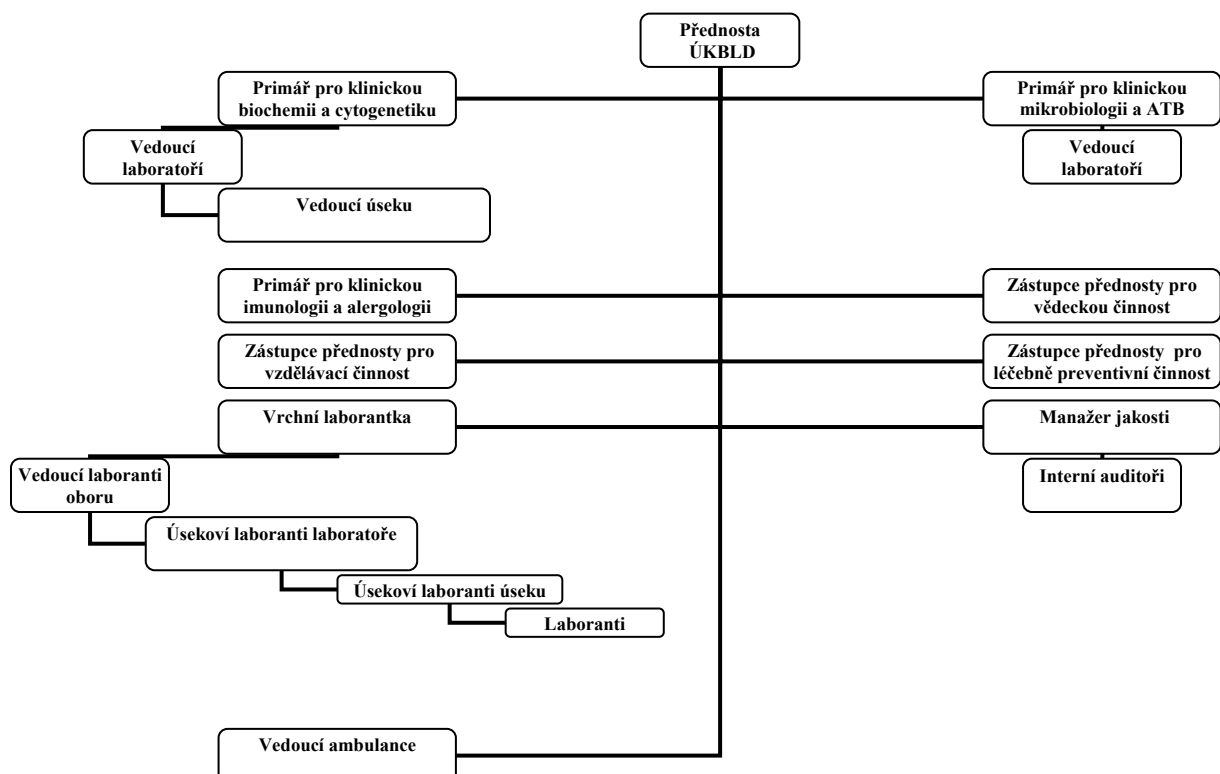 Přednosta
ÚKBLD
Primář pro klinickou
biochemii a cytogenetiku
Primář pro klinickou
mikrobiologii a ATB
Vedoucí
laboratoří
Vedoucí
laboratoří
Vedoucí úseku
Primář pro klinickou
imunologii a alergologii
Zástupce přednosty pro
vědeckou činnost
Zástupce přednosty pro
vzdělávací činnost
Zástupce přednosty  pro
léčebně preventivní činnost
Vrchní laborantka
Manažer jakosti
Vedoucí laboranti
oboru
Interní auditoři
Úsekoví laboranti laboratoře
Úsekoví laboranti úseku
Laboranti
Vedoucí ambulance